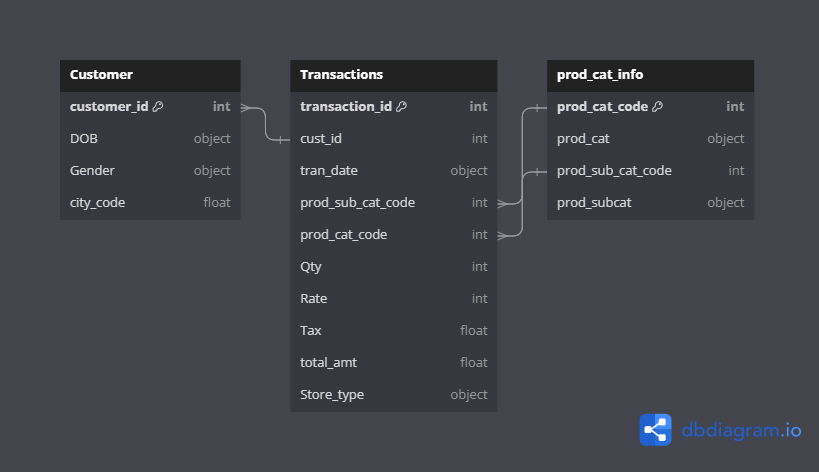 Customer
customer_id int
DOB object
Gender object
city_code float
Transactions
transaction_id int
cust_id int
tran_date object
prod_sub_cat_code int
prod_cat_code int
Qty int
Rate int
Tax float
total_amt float
Store_type object
prod_cat_info
prod_cat_code int
prod_cat object
prod_sub_cat_code int
prod_subcat object
dbdiagram.io